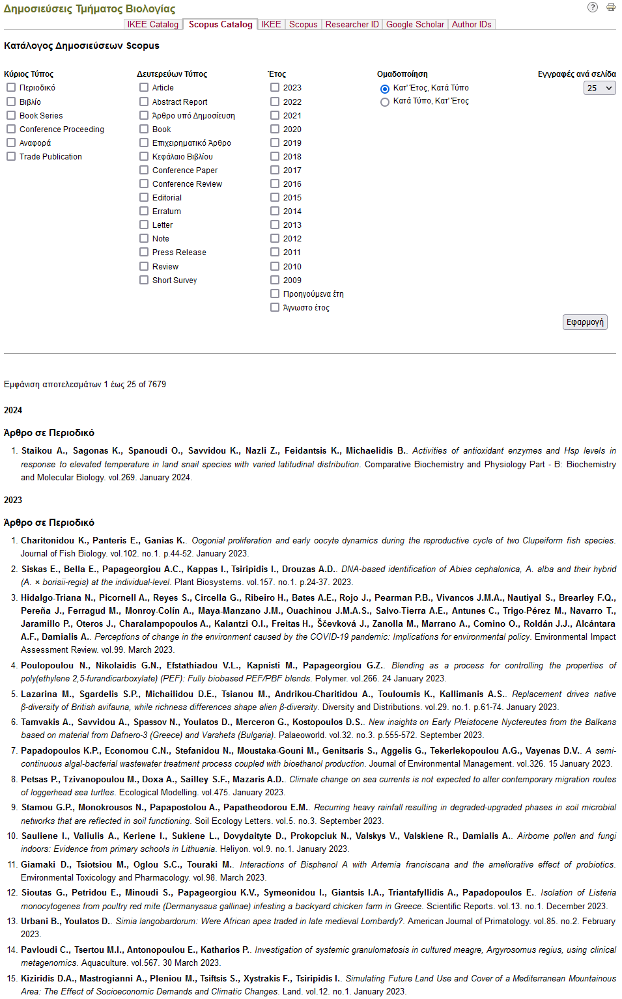 Δημοσιεύσεις Τμήματος Βιολογίας
?
IKEE Catalog Scopus Catalog IKEE Scopus Researcher ID Google Scholar Author IDs
Κατάλογος Δημοσιεύσεων Scopus
Κύριος Τύπος
Περιοδικό
Βιβλίο
Book Series
Conference Proceeding
Αναφορά
Trade Publication
Δευτερεύων Τύπος
Article
Abstract Report
Άρθρο υπό Δημοσίευση
Book
Επιχειρηματικό Άρθρο
Κεφάλαιο Βιβλίου
Conference Paper
Conference Review
Editorial
Erratum
Letter
Note
Press Release
Review
Short Survey
Έτος
2023
2022
2021
2020
2019
2018
2017
2016
2015
2014
2013
2012
2011
2010
2009
Προηγούμενα έτη
Άγνωστο έτος
Ομαδοποίηση
Κατ' Έτος, Κατά Τύπο
Κατά Τύπο, Κατ' Έτος
Εγγραφές ανά σελίδα
25
Εφαρμογή
Εμφάνιση αποτελεσμάτων 1 έως 25 of 7679
2024
Άρθρο σε Περιοδικό
1. Staikou A., Sagonas K., Spanoudi O., Savvidou K., Nazli Z., Feidantsis K., Michaelidis B.. Activities of antioxidant enzymes and Hsp levels in
response to elevated temperature in land snail species with varied latitudinal distribution. Comparative Biochemistry and Physiology Part - B: Biochemistry
and Molecular Biology. vol.269. January 2024.
2023
Άρθρο σε Περιοδικό
1. Charitonidou K., Panteris E., Ganias K.. Oogonial proliferation and early oocyte dynamics during the reproductive cycle of two Clupeiform fish species.
Journal of Fish Biology. vol.102. no.1. p.44-52. January 2023.
2. Siskas E., Bella E., Papageorgiou A.C., Kappas I., Tsiripidis I., Drouzas A.D.. DNA-based identification of Abies cephalonica, A. alba and their hybrid
(A. × borisii-regis) at the individual-level. Plant Biosystems. vol.157. no.1. p.24-37. 2023.
3. Hidalgo-Triana N., Picornell A., Reyes S., Circella G., Ribeiro H., Bates A.E., Rojo J., Pearman P.B., Vivancos J.M.A., Nautiyal S., Brearley F.Q.,
Pereña J., Ferragud M., Monroy-Colín A., Maya-Manzano J.M., Ouachinou J.M.A.S., Salvo-Tierra A.E., Antunes C., Trigo-Pérez M., Navarro T.,
Jaramillo P., Oteros J., Charalampopoulos A., Kalantzi O.I., Freitas H., Ščevková J., Zanolla M., Marrano A., Comino O., Roldán J.J., Alcántara
A.F., Damialis A.. Perceptions of change in the environment caused by the COVID-19 pandemic: Implications for environmental policy. Environmental Impact
Assessment Review. vol.99. March 2023.
4. Poulopoulou N., Nikolaidis G.N., Efstathiadou V.L., Kapnisti M., Papageorgiou G.Z.. Blending as a process for controlling the properties of
poly(ethylene 2,5-furandicarboxylate) (PEF): Fully biobased PEF/PBF blends. Polymer. vol.266. 24 January 2023.
5. Lazarina M., Sgardelis S.P., Michailidou D.E., Tsianou M., Andrikou-Charitidou A., Touloumis K., Kallimanis A.S.. Replacement drives native
β-diversity of British avifauna, while richness differences shape alien β-diversity. Diversity and Distributions. vol.29. no.1. p.61-74. January 2023.
6. Tamvakis A., Savvidou A., Spassov N., Youlatos D., Merceron G., Kostopoulos D.S.. New insights on Early Pleistocene Nyctereutes from the Balkans
based on material from Dafnero-3 (Greece) and Varshets (Bulgaria). Palaeoworld. vol.32. no.3. p.555-572. September 2023.
7. Papadopoulos K.P., Economou C.N., Stefanidou N., Moustaka-Gouni M., Genitsaris S., Aggelis G., Tekerlekopoulou A.G., Vayenas D.V.. A semi-
continuous algal-bacterial wastewater treatment process coupled with bioethanol production. Journal of Environmental Management. vol.326. 15 January 2023.
8. Petsas P., Tzivanopoulou M., Doxa A., Sailley S.F., Mazaris A.D.. Climate change on sea currents is not expected to alter contemporary migration routes
of loggerhead sea turtles. Ecological Modelling. vol.475. January 2023.
9. Stamou G.P., Monokrousos N., Papapostolou A., Papatheodorou E.M.. Recurring heavy rainfall resulting in degraded-upgraded phases in soil microbial
networks that are reflected in soil functioning. Soil Ecology Letters. vol.5. no.3. September 2023.
10. Sauliene I., Valiulis A., Keriene I., Sukiene L., Dovydaityte D., Prokopciuk N., Valskys V., Valskiene R., Damialis A.. Airborne pollen and fungi
indoors: Evidence from primary schools in Lithuania. Heliyon. vol.9. no.1. January 2023.
11. Giamaki D., Tsiotsiou M., Oglou S.C., Touraki M.. Interactions of Bisphenol A with Artemia franciscana and the ameliorative effect of probiotics.
Environmental Toxicology and Pharmacology. vol.98. March 2023.
12. Sioutas G., Petridou E., Minoudi S., Papageorgiou K.V., Symeonidou I., Giantsis I.A., Triantafyllidis A., Papadopoulos E.. Isolation of Listeria
monocytogenes from poultry red mite (Dermanyssus gallinae) infesting a backyard chicken farm in Greece. Scientific Reports. vol.13. no.1. December 2023.
13. Urbani B., Youlatos D.. Simia langobardorum: Were African apes traded in late medieval Lombardy?. American Journal of Primatology. vol.85. no.2. February
2023.
14. Pavloudi C., Tsertou M.I., Antonopoulou E., Katharios P.. Investigation of systemic granulomatosis in cultured meagre, Argyrosomus regius, using clinical
metagenomics. Aquaculture. vol.567. 30 March 2023.
15. Kiziridis D.A., Mastrogianni A., Pleniou M., Tsiftsis S., Xystrakis F., Tsiripidis I.. Simulating Future Land Use and Cover of a Mediterranean Mountainous
Area: The Effect of Socioeconomic Demands and Climatic Changes. Land. vol.12. no.1. January 2023.